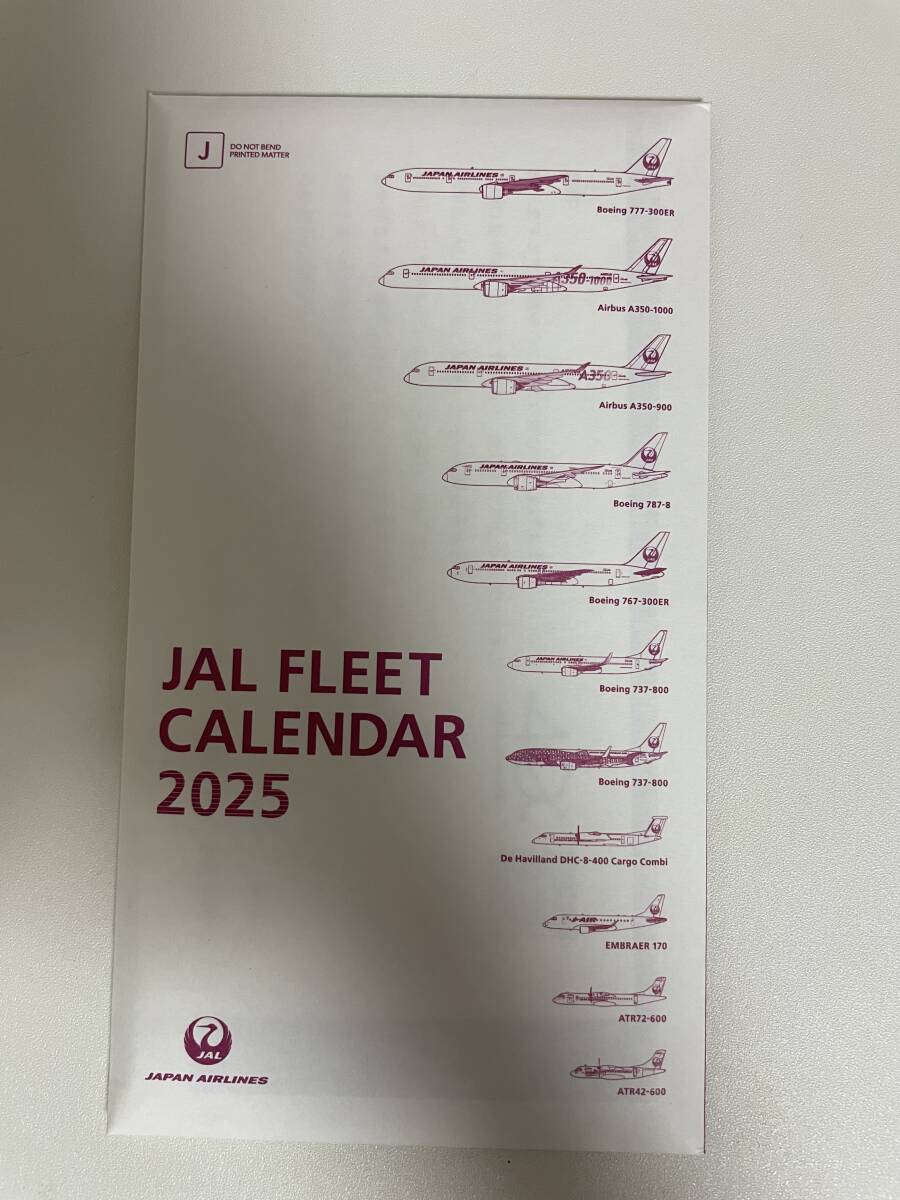 J
DO NOT BEND
PRINTED MATTER
JAPAN AIRLINES
Boeing 777-300ER
JAPAN AIRLINES
A350-1000
Airbus A350-1000
JAPAN AIRLINES
A350
Airbus A350-900
JAPAN AIRLINES
Boeing 787-8
JAPAN AIRLINES
Boeing 767-300ER
JAPAN AIRLINES
Boeing 737-800
Boeing 737-800
De Havilland DHC-8-400 Cargo Combi
J-AIR
EMBRAER 170
ATR72-600
ATR42-600
JAL FLEET
CALENDAR
2025
JAL
JAPAN AIRLINES